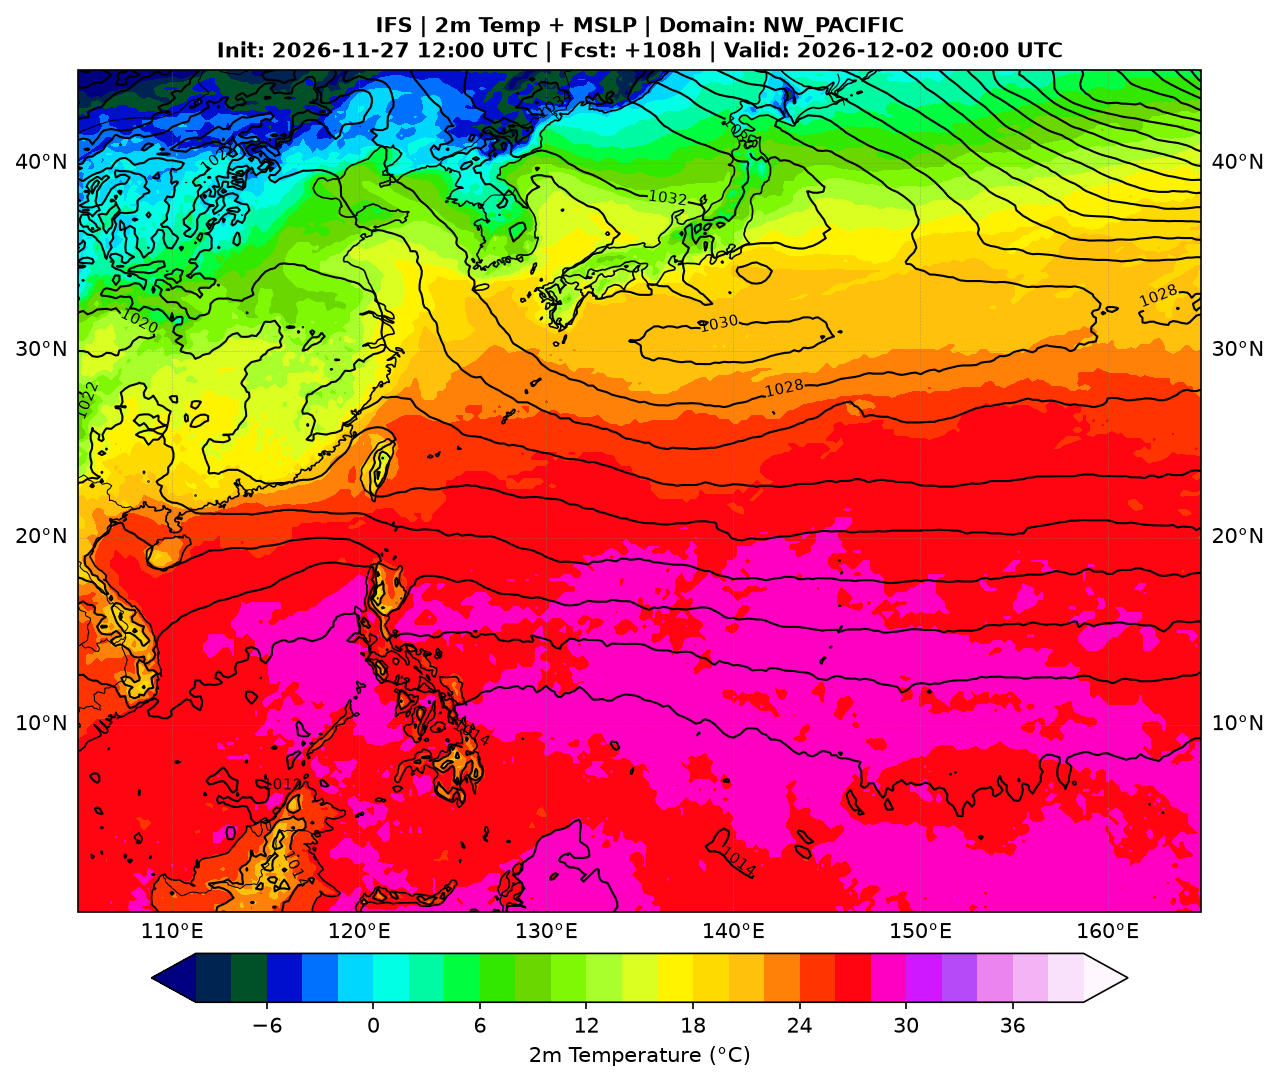 IFS | 2m Temp + MSLP | Domain: NW_PACIFIC
Init: 2026-11-27 12:00 UTC | Fcst: +108h | Valid: 2026-12-02 00:00 UTC
40°N
40°N
1032
1028
1020
1030
30°N
30°N
1028
1022
20°N
20°N
10°N
10°N
1014
1012
1014
1014
110°E
120°E
130°E
140°E
150°E
160°E
−6
0
6
12
18
24
30
36
2m Temperature (°C)